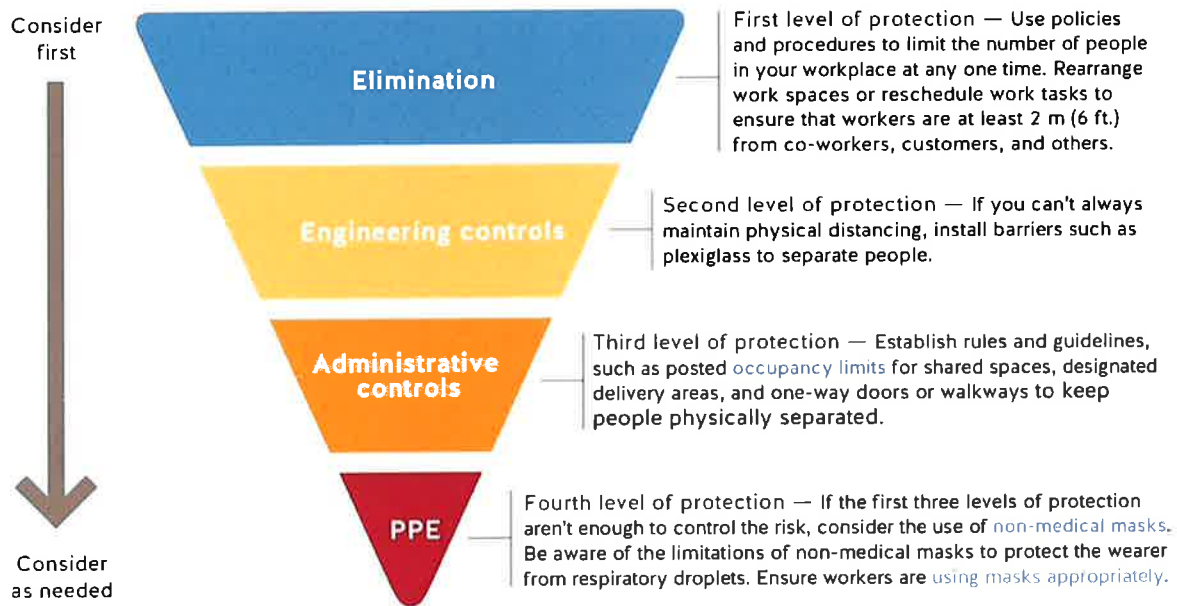 Consider
first
Elimination
First level of protection — Use policies
and procedures to limit the number of people
in your workplace at any one time. Rearrange
work spaces or reschedule work tasks to
ensure that workers are at least 2 m (6 ft.)
from co-workers, customers, and others.
Engineering controls
Second level of protection — If you can't always
maintain physical distancing, install barriers such as
plexiglass to separate people.
Administrative
controls
Third level of protection — Establish rules and guidelines,
such as posted occupancy limits for shared spaces, designated
delivery areas, and one-way doors or walkways to keep
people physically separated.
PPE
Fourth level of protection — If the first three levels of protection
aren't enough to control the risk, consider the use of non-medical masks.
Be aware of the limitations of non-medical masks to protect the wearer
from respiratory droplets. Ensure workers are using masks appropriately.
Consider
as needed